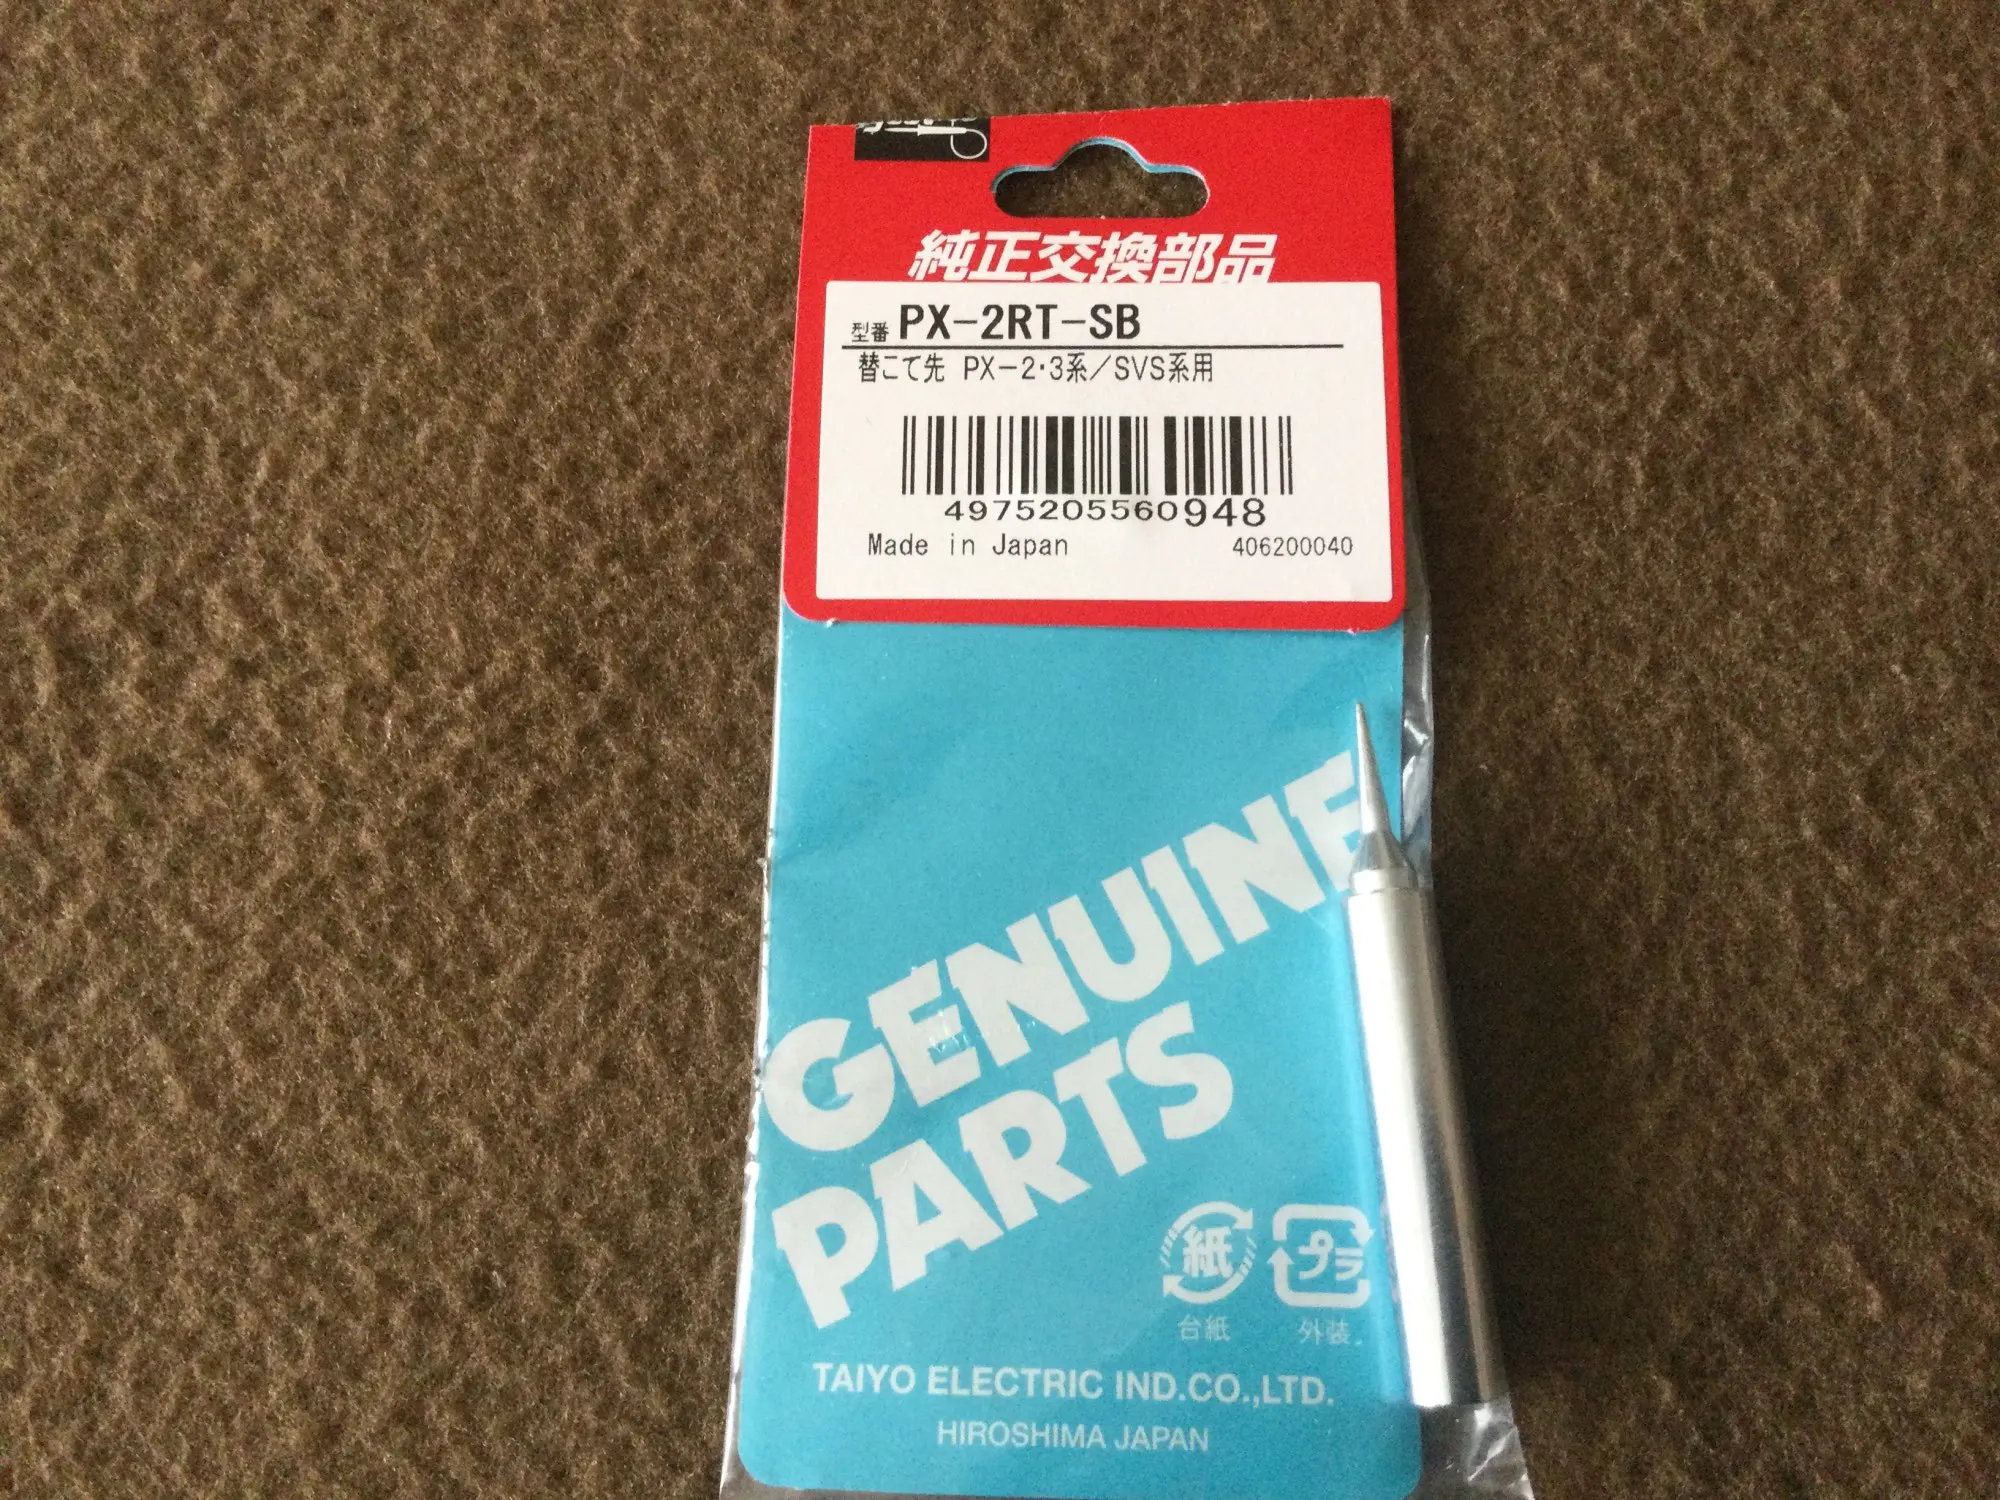 純正交換部品
型番 PX-2RT-SB
替こて先 PX-2・3系/SVS系用
4975205560948
Made in Japan 406200040
GENUINE
PARTS
紙 プラ
台紙 外装
TAIYO ELECTRIC IND.CO.,LTD.
HIROSHIMA JAPAN